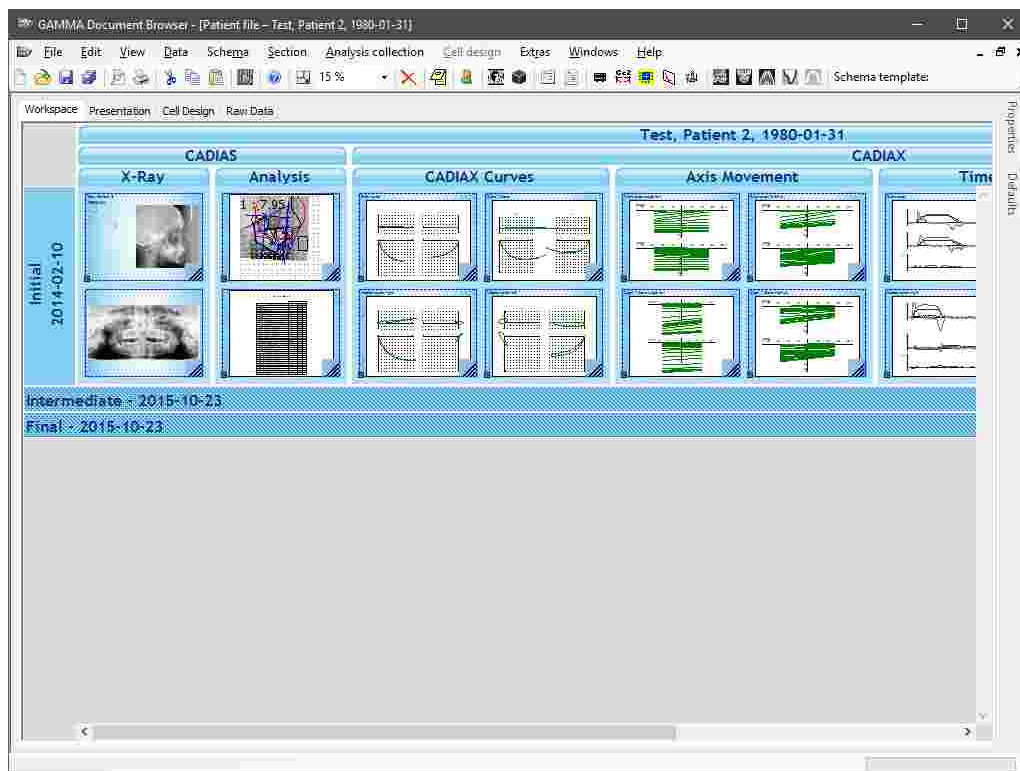 GAMMA Document Browser - [Patient file – Test, Patient 2, 1980-01-31]
File Edit View Data Schema Section Analysis collection Cell design Extras Windows Help
15 % Schema template:
Workspace Presentation Cell Design Raw Data
Properties
Defaults
Test, Patient 2, 1980-01-31
CADIAS CADIAX
X-Ray Analysis CADIAX Curves Axis Movement Time
Initial
2014-02-10
1 : 7.95
Intermediate - 2015-10-23
Final - 2015-10-23